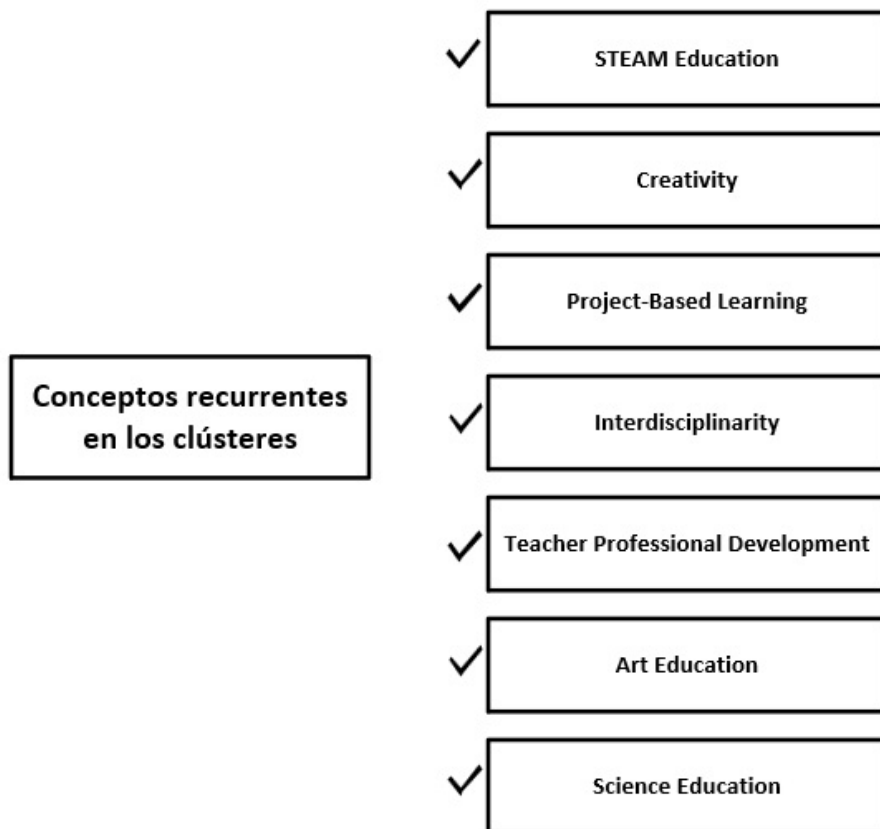 Conceptos recurrentes
en los clústeres
STEAM Education
Creativity
Project-Based Learning
Interdisciplinarity
Teacher Professional Development
Art Education
Science Education